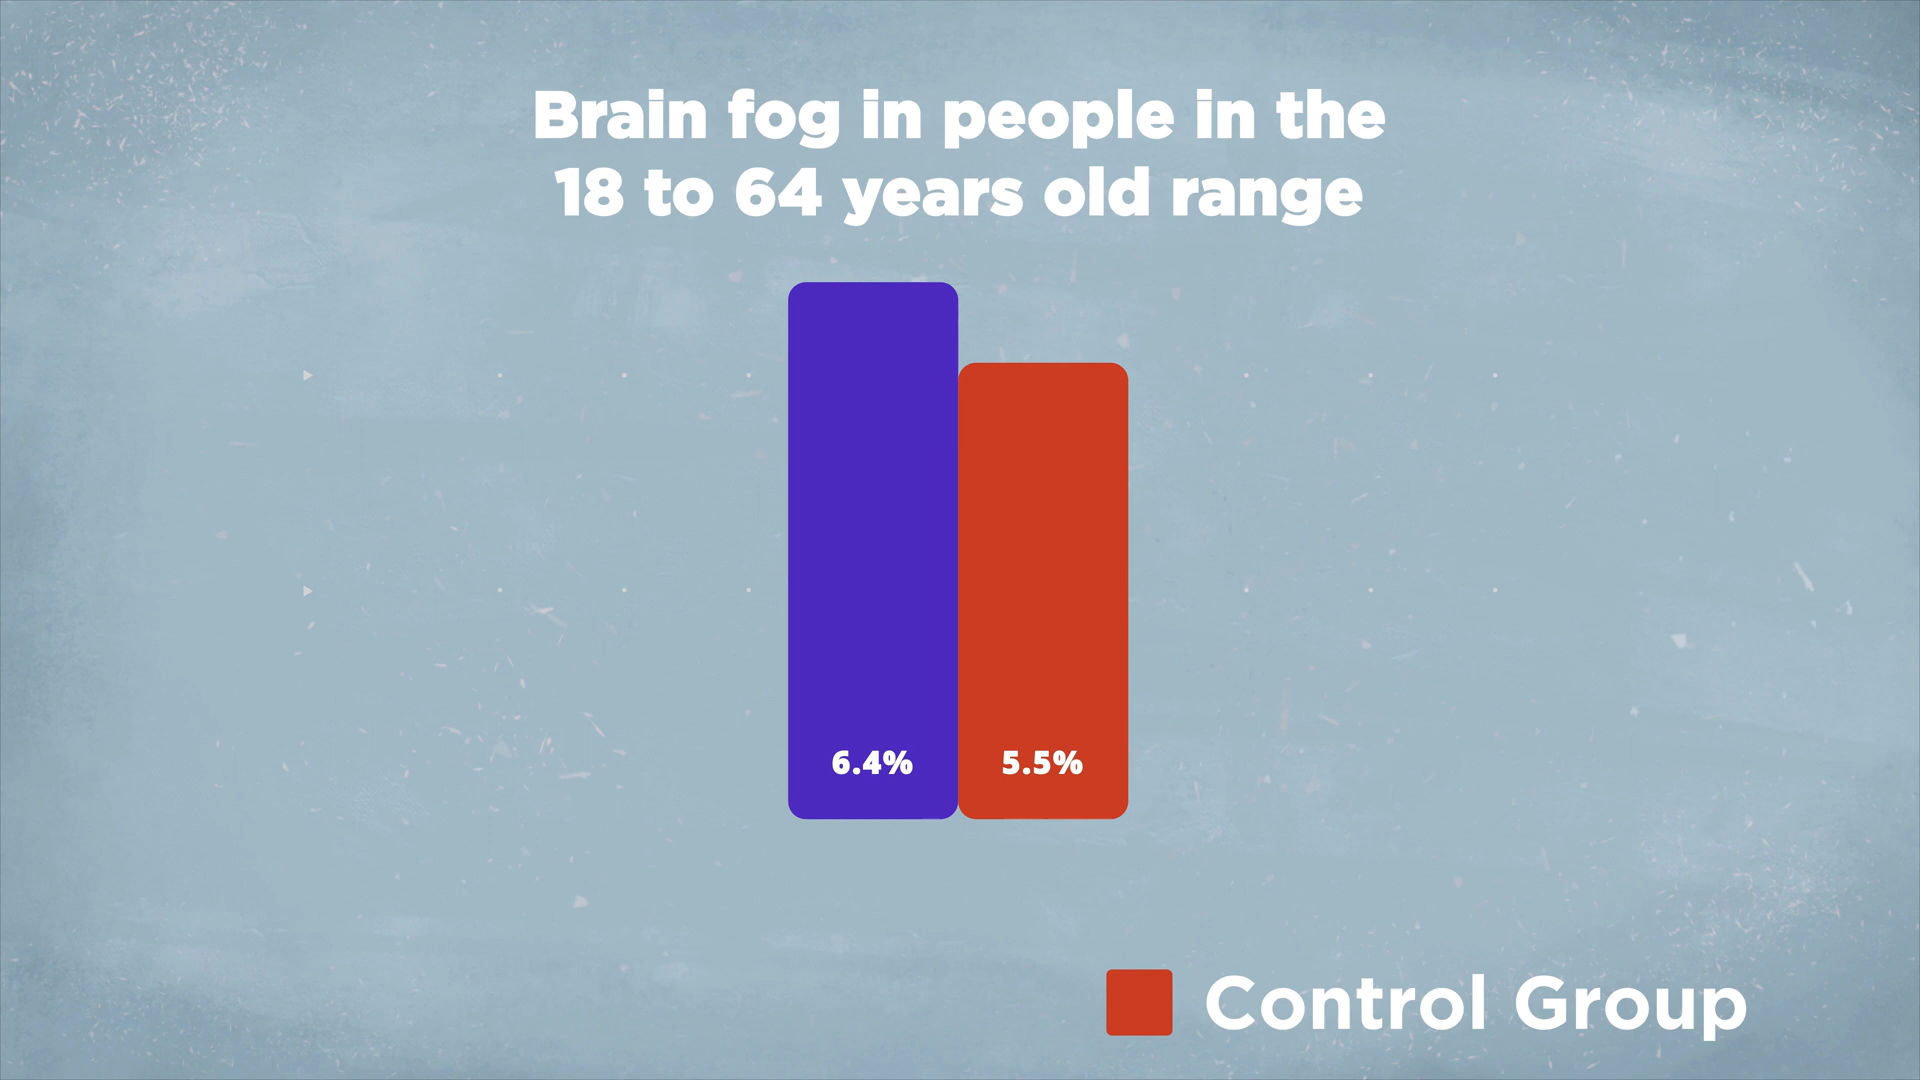 Brain fog in people in the
18 to 64 years old range
6.4%
5.5%
Control Group